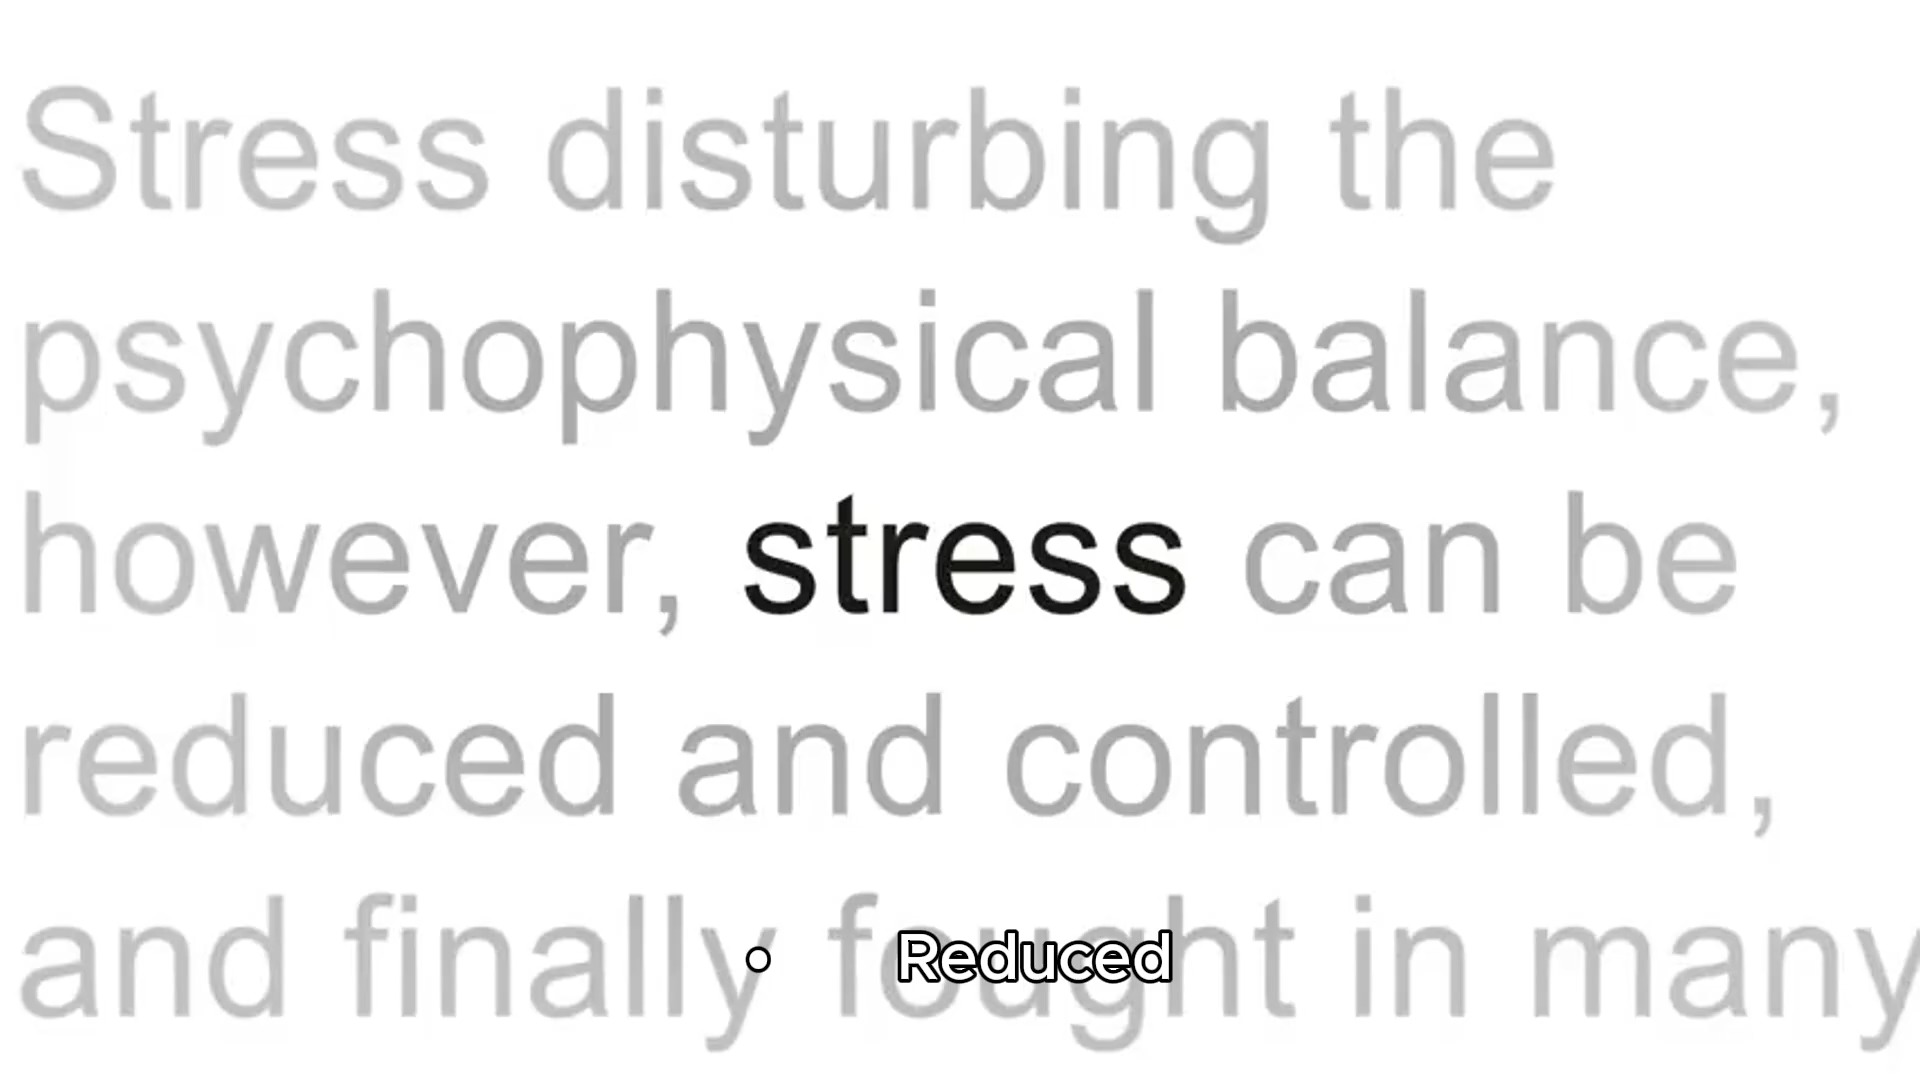 Stress disturbing the
psychophysical balance,
however, stress can be
reduced and controlled,
and finally fought in many
• Reduced